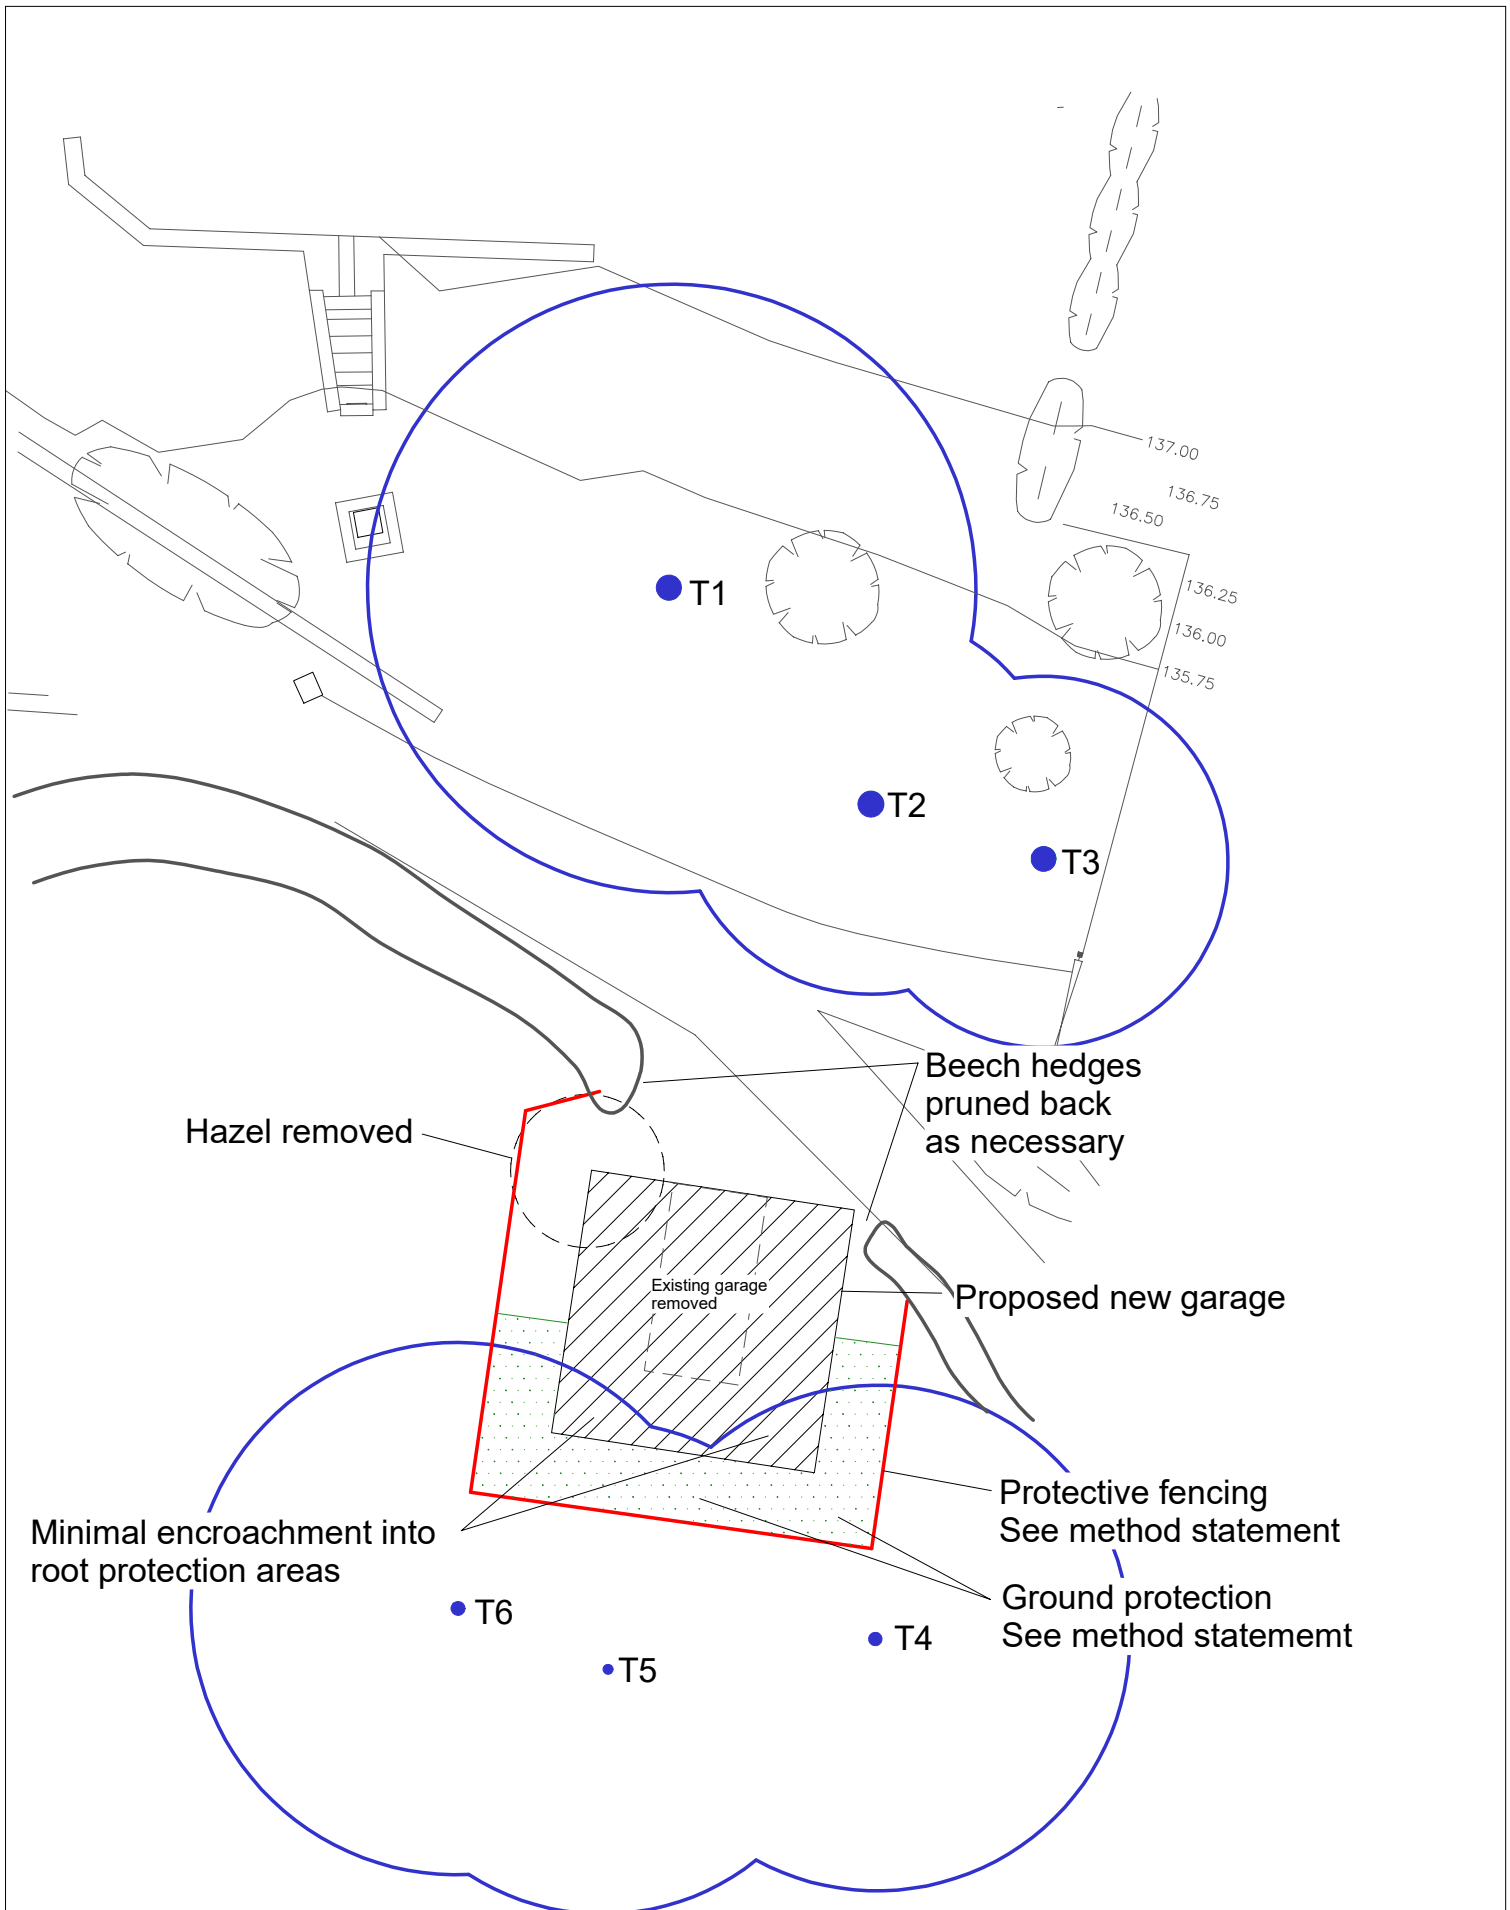 137.00
136.75
136.50
136.25
136.00
135.75
T1
T2
T3
Beech hedges
pruned back
as necessary
Hazel removed
Existing garage
removed
Proposed new garage
Protective fencing
See method statement
Minimal encroachment into
root protection areas
Ground protection
See method statememt
T6
T4
T5